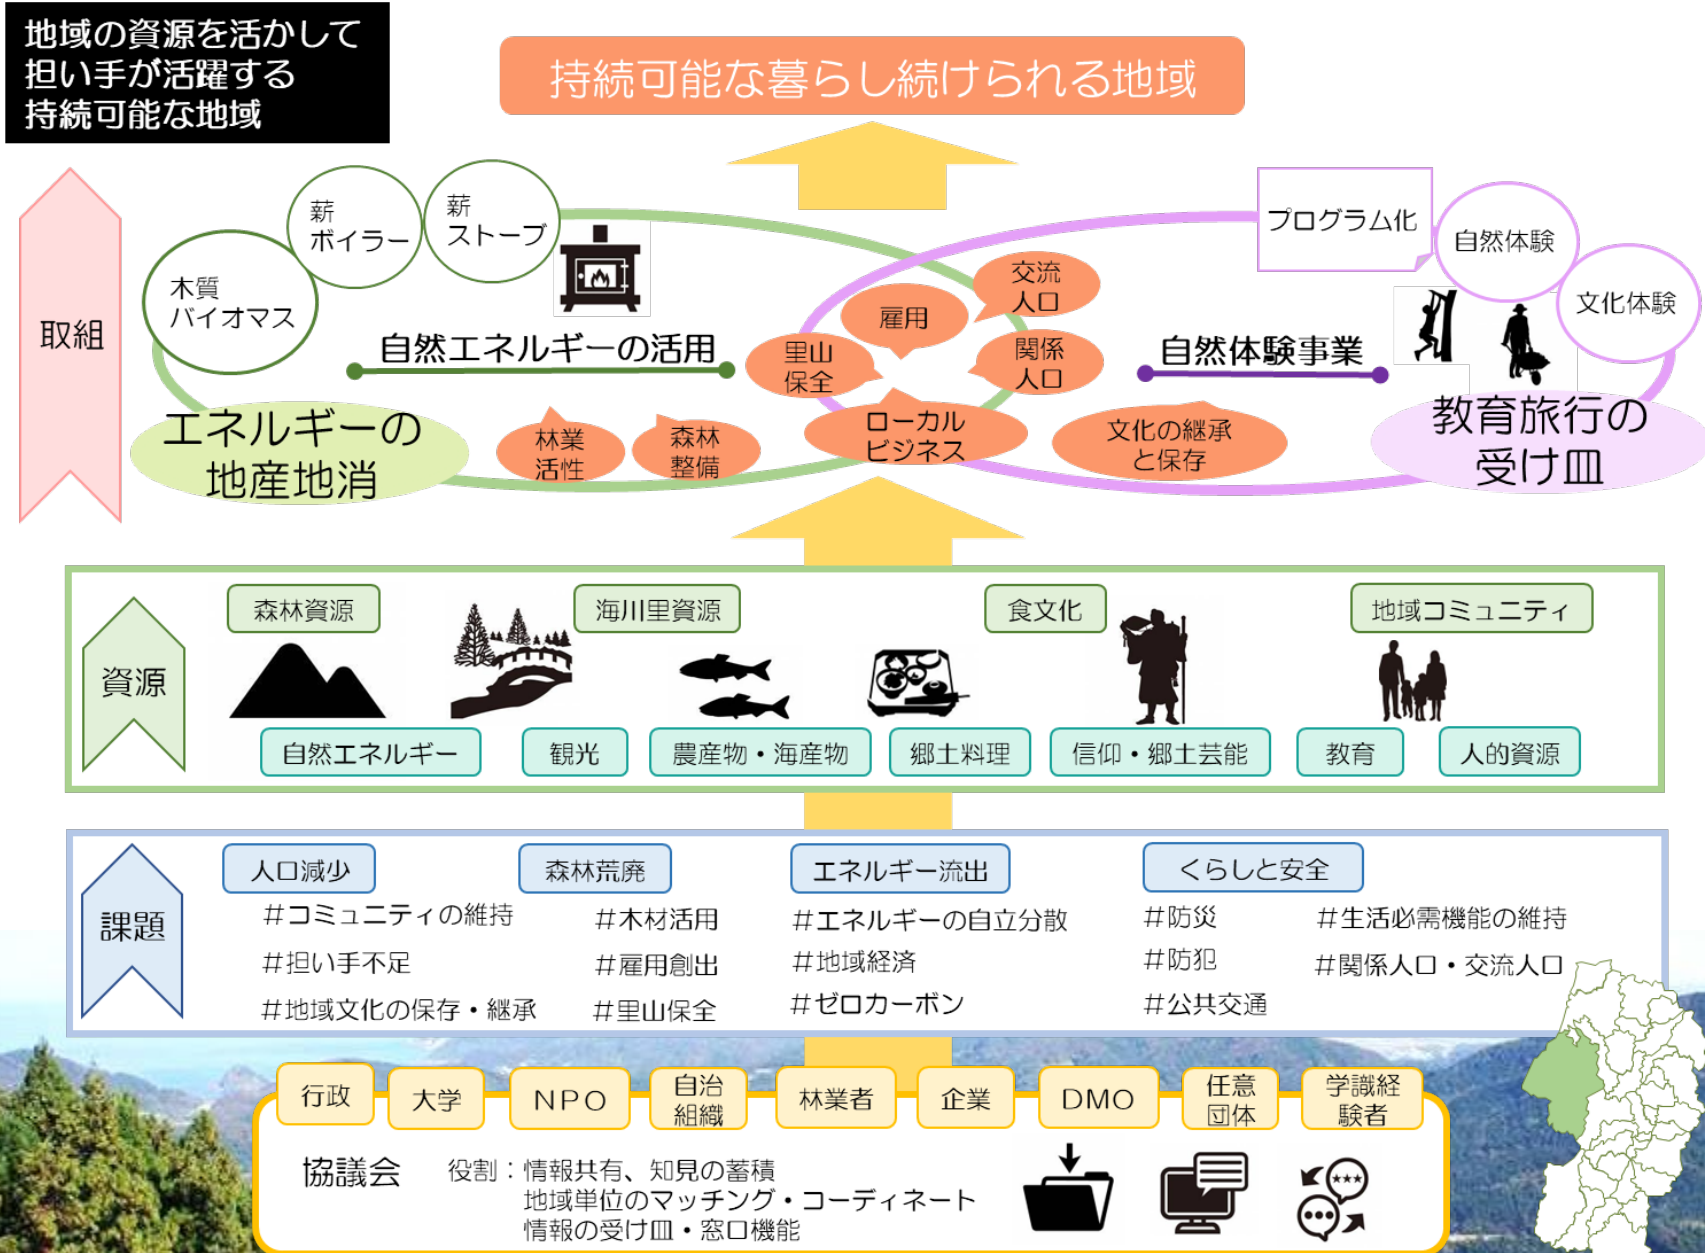 地域の資源を活かして
担い手が活躍する
持続可能な地域
持続可能な暮らし続けられる地域
取組
木質
バイオマス
薪
ボイラー
薪
ストーブ
自然エネルギーの活用
エネルギーの
地産地消
林業
活性
森林
整備
里山
保全
雇用
交流
人口
関係
人口
ローカル
ビジネス
文化の継承
と保存
自然体験事業
プログラム化
自然体験
文化体験
教育旅行の
受け皿
資源
森林資源
海川里資源
食文化
地域コミュニティ
自然エネルギー
観光
農産物・海産物
郷土料理
信仰・郷土芸能
教育
人的資源
課題
人口減少
#コミュニティの維持
#担い手不足
#地域文化の保存・継承
森林荒廃
#木材活用
#雇用創出
#里山保全
エネルギー流出
#エネルギーの自立分散
#地域経済
#ゼロカーボン
くらしと安全
#防災
#防犯
#公共交通
#生活必需機能の維持
#関係人口・交流人口
行政
大学
NPO
自治
組織
林業者
企業
DMO
任意
団体
学識経
験者
協議会
役割：情報共有、知見の蓄積
地域単位のマッチング・コーディネート
情報の受け皿・窓口機能